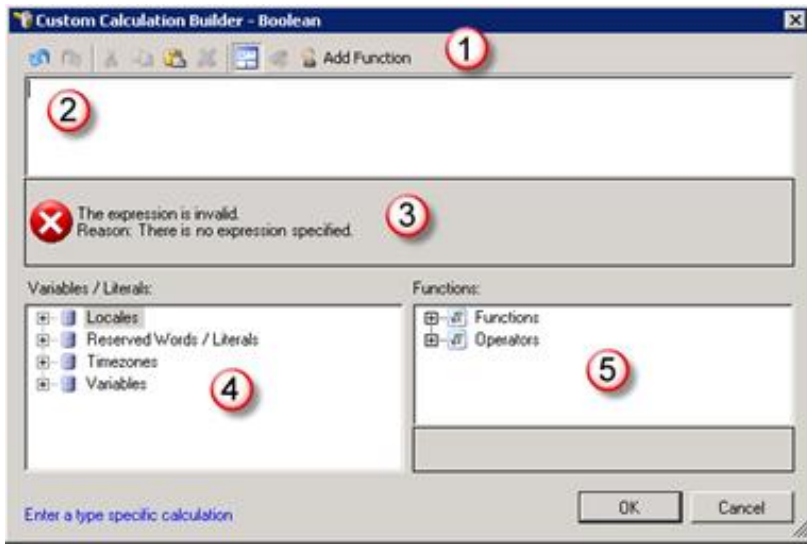 Custom Calculation Builder - Boolean
Add Function
1
2
The expression is invalid.
Reason: There is no expression specified.
3
Variables / Literals:
Locales
Reserved Words / Literals
Timezones
Variables
4
Functions:
Functions
Operators
5
Enter a type specific calculation
OK
Cancel